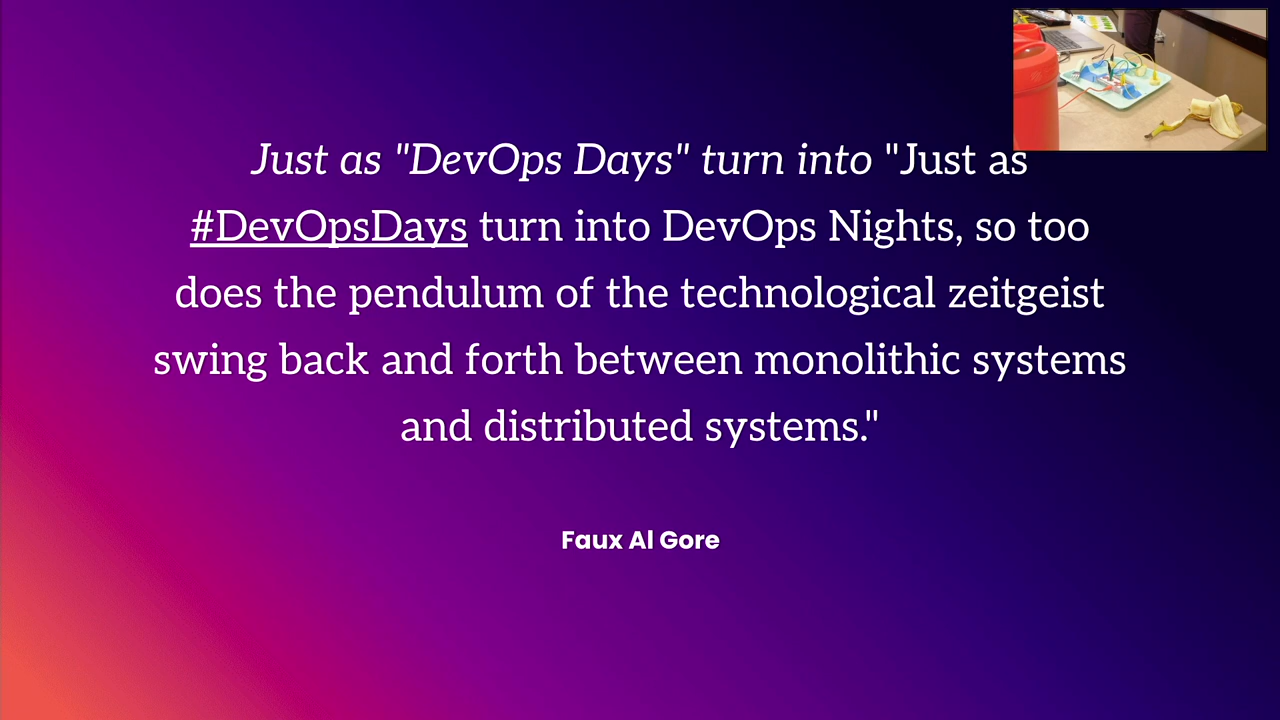 Just as "DevOps Days" turn into "Just as
#DevOpsDays turn into DevOps Nights, so too
does the pendulum of the technological zeitgeist
swing back and forth between monolithic systems
and distributed systems."
Faux Al Gore